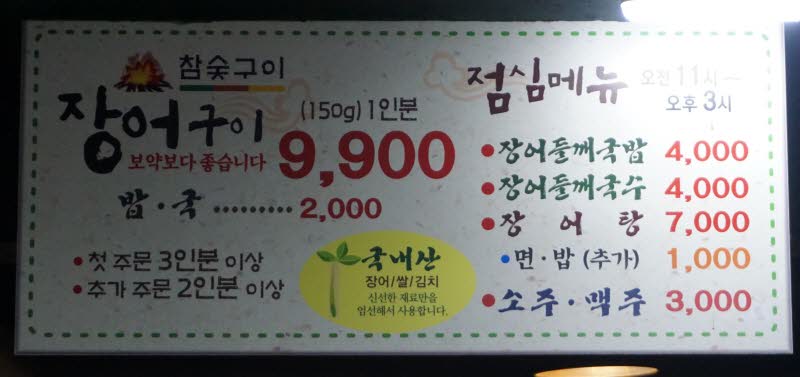 참숯구이
장어구이
(150g) 1인분
보약보다 좋습니다
9,900
밥·국 ......... 2,000
• 첫 주문 3인분 이상
• 추가 주문 2인분 이상
국내산
장어/쌀/김치
신선한 재료만을
엄선해서 사용합니다.
점심메뉴
오전 11시~
오후 3시
• 장어들깨국밥 4,000
• 장어들깨국수 4,000
• 장어탕 7,000
• 면·밥 (추가) 1,000
• 소주·맥주 3,000